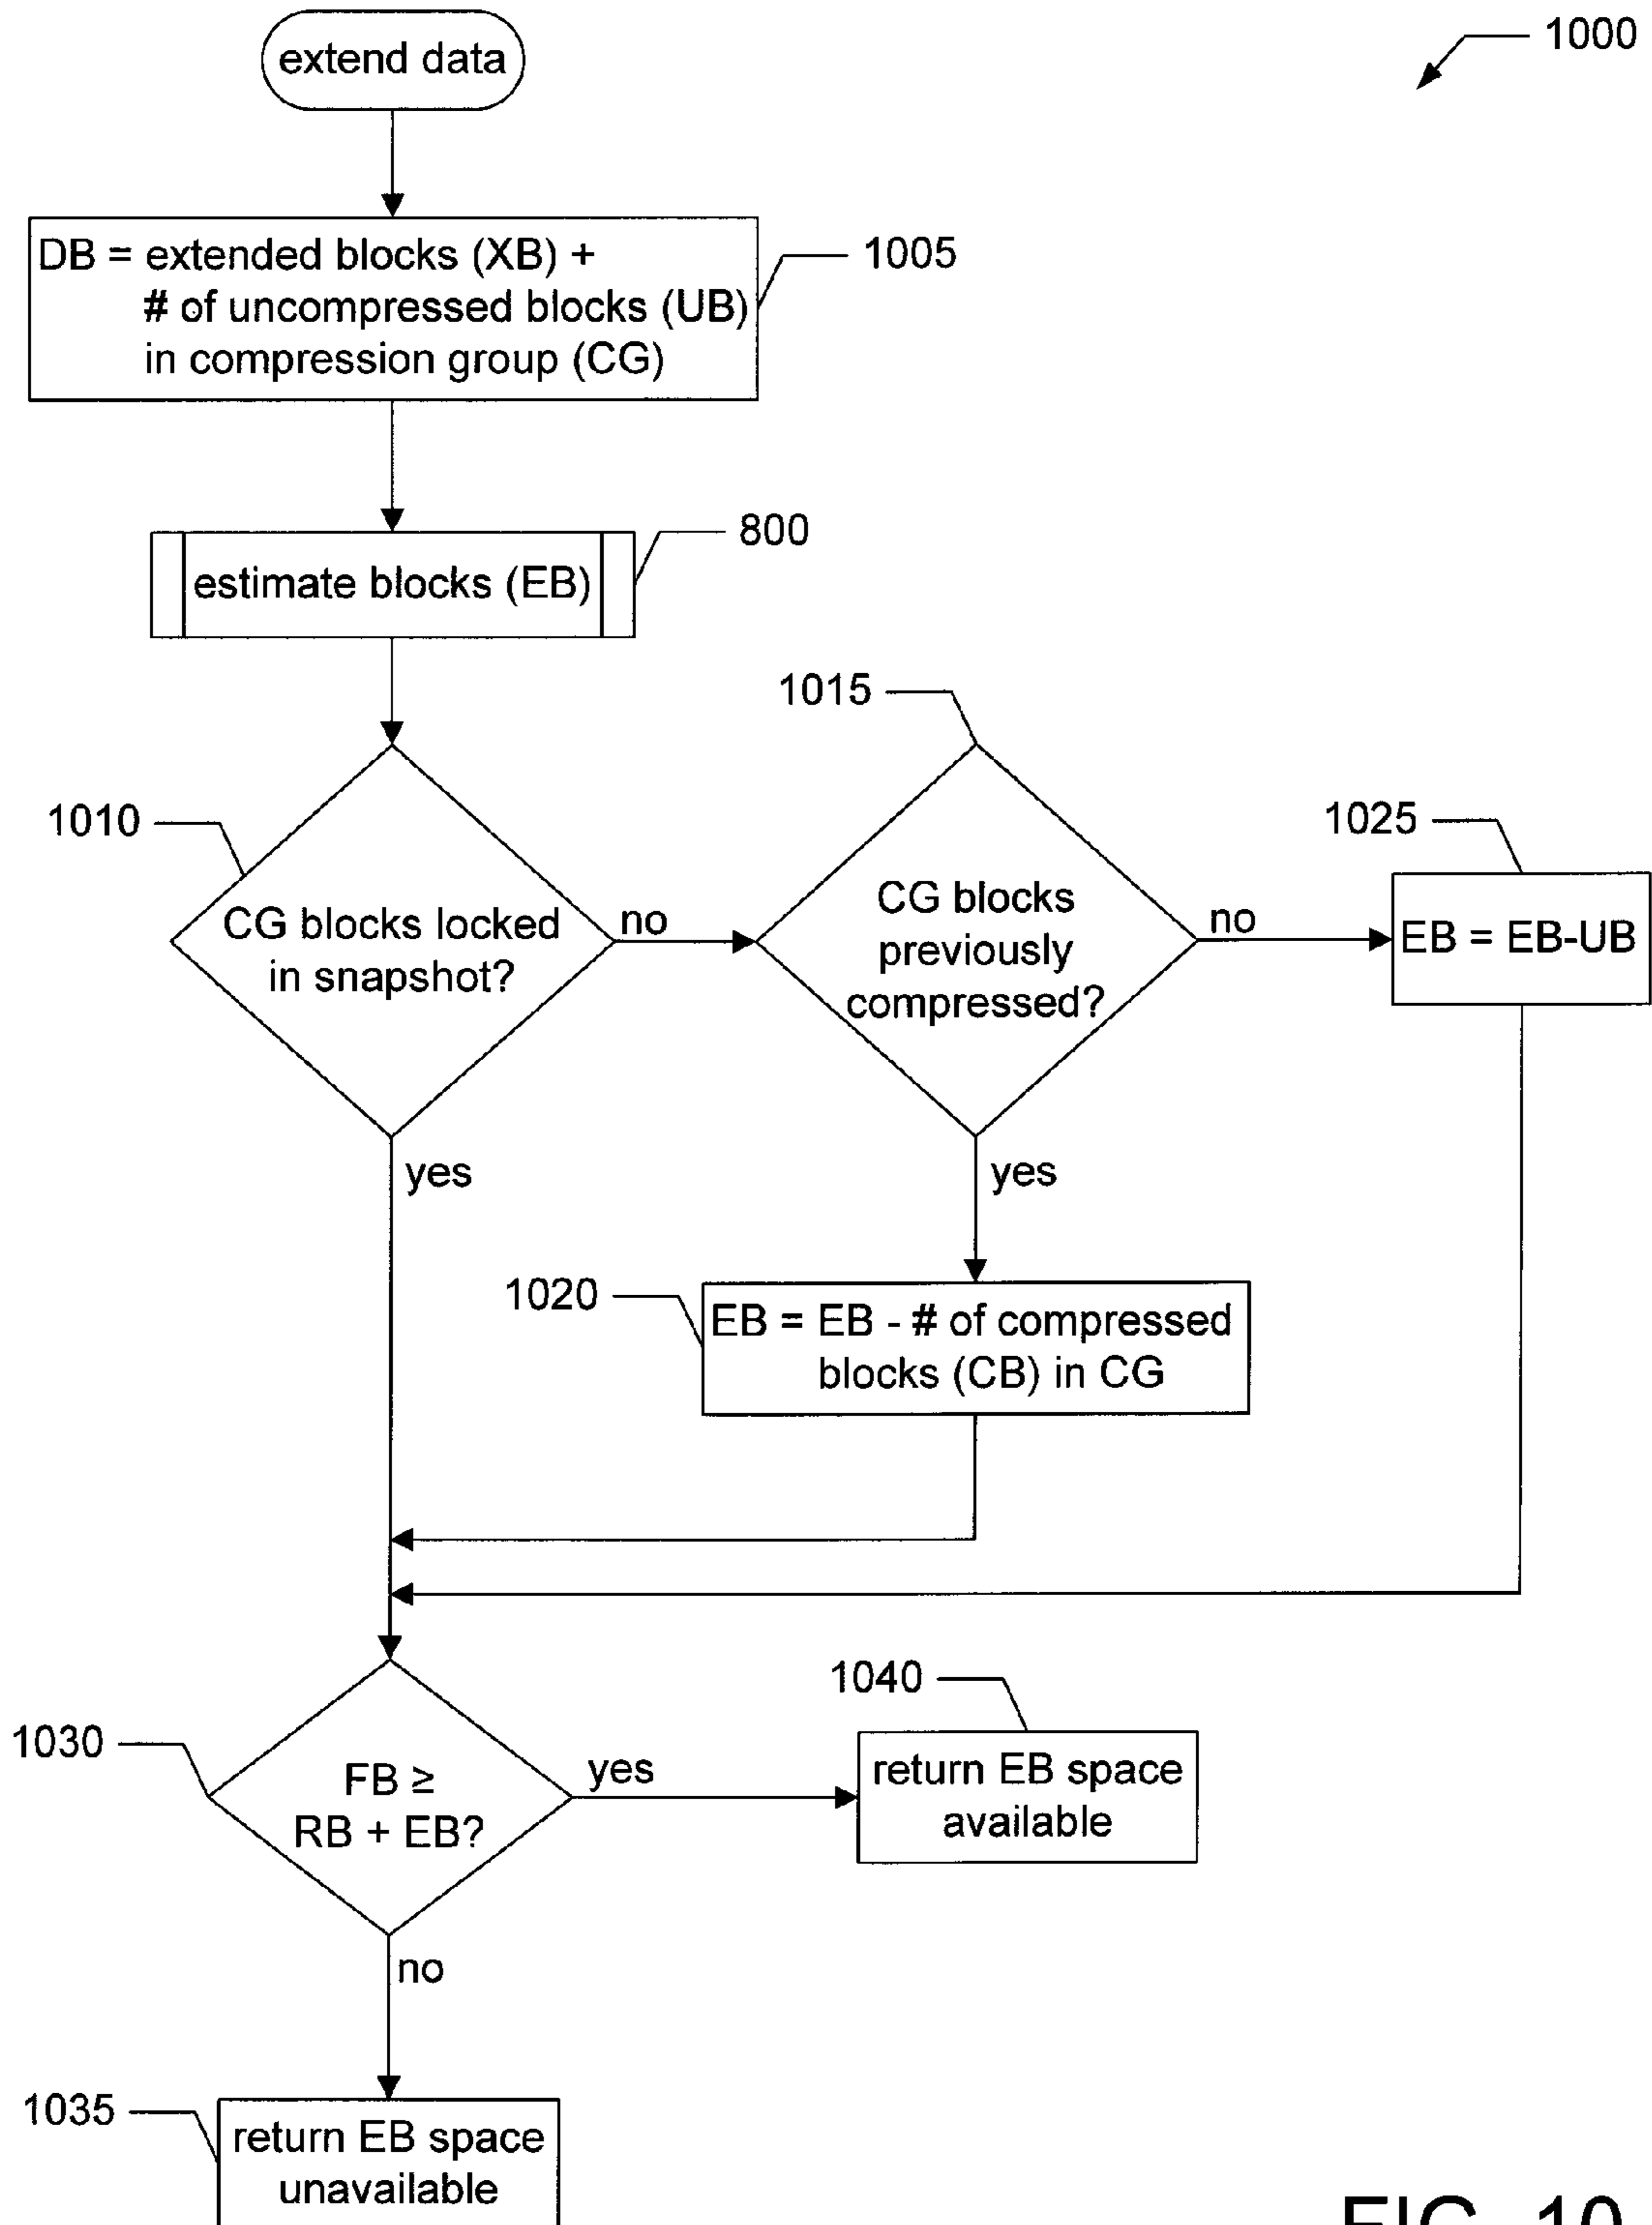 extend data
1000
DB = extended blocks (XB) +
# of uncompressed blocks (UB)
in compression group (CG)
1005
estimate blocks (EB)
800
1015
1010
1025
CG blocks locked
in snapshot?
no
CG blocks
previously
compressed?
no
EB = EB-UB
yes
yes
1020
EB = EB - # of compressed
blocks (CB) in CG
1040
1030
FB ≥
RB + EB?
yes
return EB space
available
no
1035
return EB space
unavailable
FIG. 10